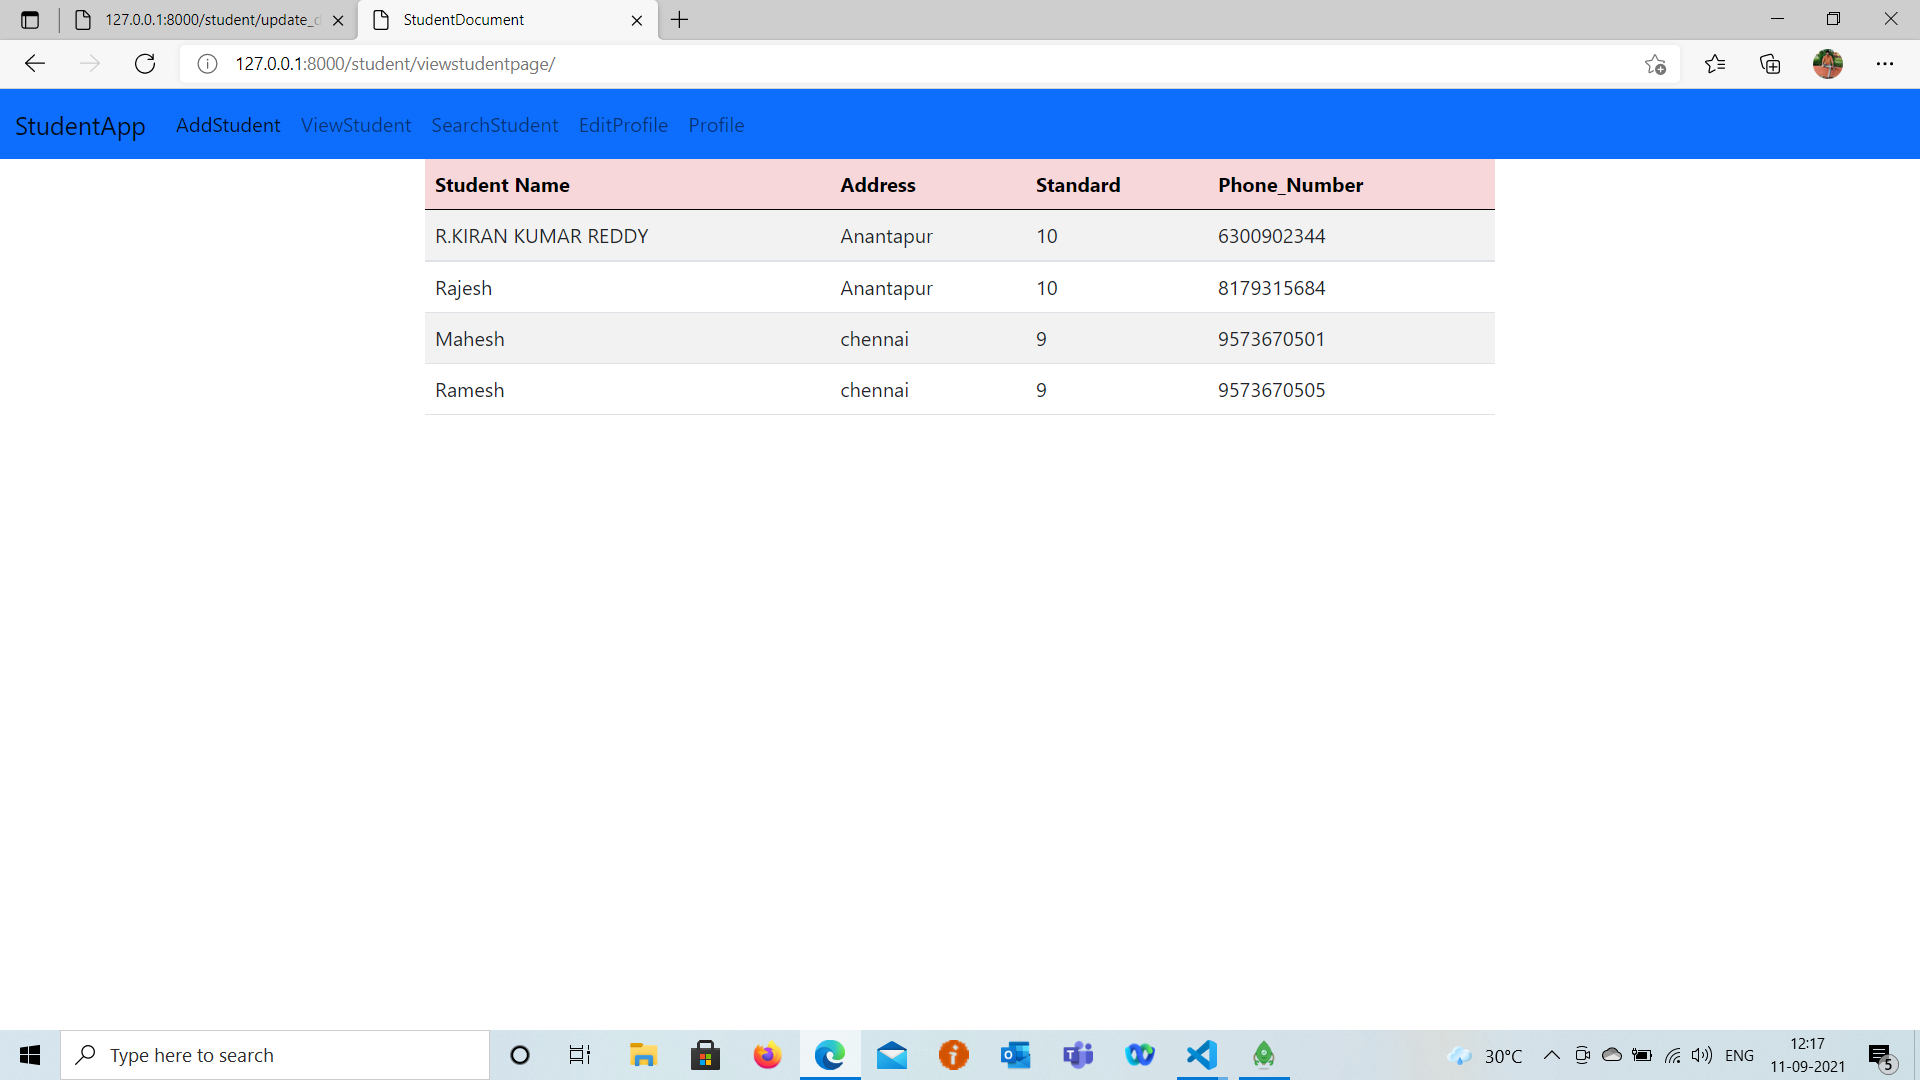 127.0.0.1:8000/student/update_d
StudentDocument
127.0.0.1:8000/student/viewstudentpage/
StudentApp AddStudent ViewStudent SearchStudent EditProfile Profile
Student Name Address Standard Phone_Number
R.KIRAN KUMAR REDDY Anantapur 10 6300902344
Rajesh Anantapur 10 8179315684
Mahesh chennai 9 9573670501
Ramesh chennai 9 9573670505
Type here to search
30°C
ENG
12:17
11-09-2021
5